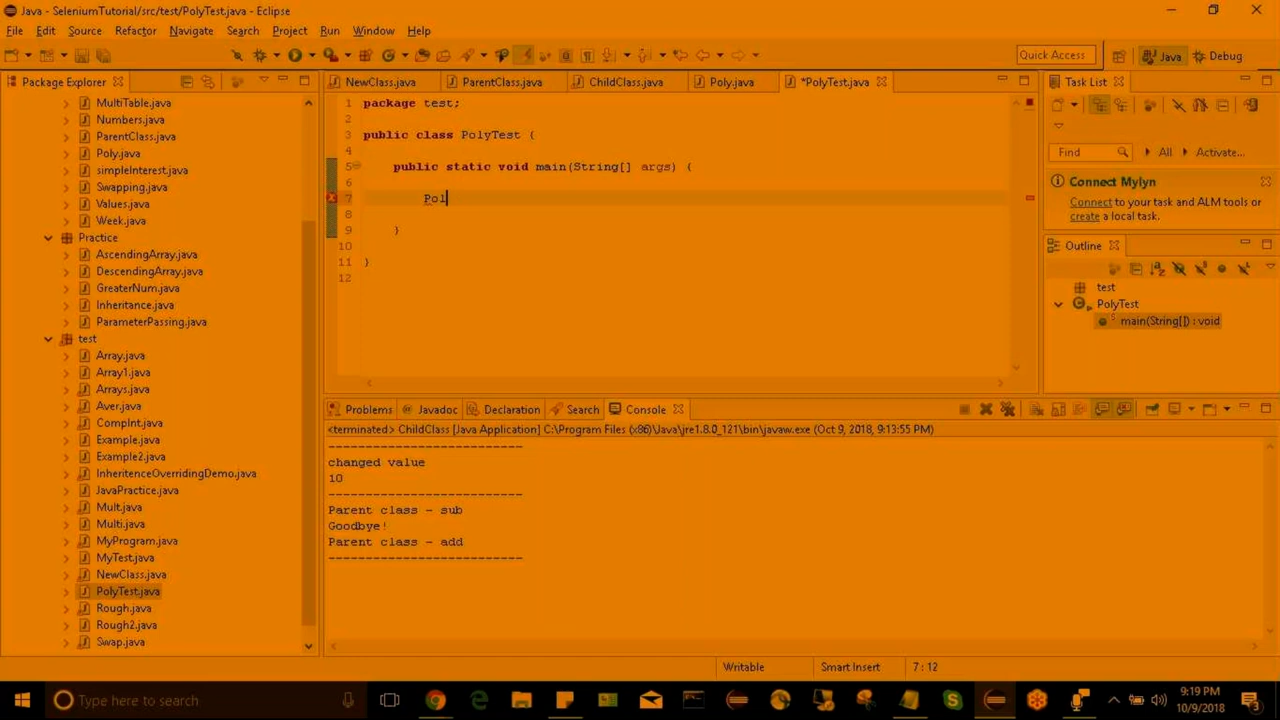 Java - SeleniumTutorial/src/test/PolyTest.java - Eclipse
File Edit Source Refactor Navigate Search Project Run Window Help
Quick Access Java Debug
Package Explorer
MultiTable.java
Numbers.java
ParentClass.java
Poly.java
simpleInterest.java
Swapping.java
Values.java
Week.java
Practice
AscendingArray.java
DescendingArray.java
GreaterNum.java
Inheritance.java
ParameterPassing.java
test
Array.java
Array1.java
Arrays.java
Aver.java
CompInt.java
Example.java
Example2.java
InheritenceOverridingDemo.java
JavaPractice.java
Mult.java
Multi.java
MyProgram.java
MyTest.java
NewClass.java
PolyTest.java
Rough.java
Rough2.java
Swap.java
NewClass.java ParentClass.java ChildClass.java Poly.java *PolyTest.java
1 package test;
2
3 public class PolyTest {
4
5 public static void main(String[] args) {
6
7 Pol
8
9 }
10
11 }
12
Task List
Find All Activate...
Connect Mylyn
Connect to your task and ALM tools or
create a local task.
Outline
test
PolyTest
main(String[]) : void
Problems Javadoc Declaration Search Console
<terminated> ChildClass [Java Application] C:\Program Files (x86)\Java\jre1.8.0_121\bin\javaw.exe (Oct 9, 2018, 9:13:55 PM)
-------------------------
changed value
10
-------------------------
Parent class - sub
Goodbye!
Parent class - add
-------------------------
Writable Smart Insert 7 : 12
Type here to search
9:19 PM
10/9/2018
3